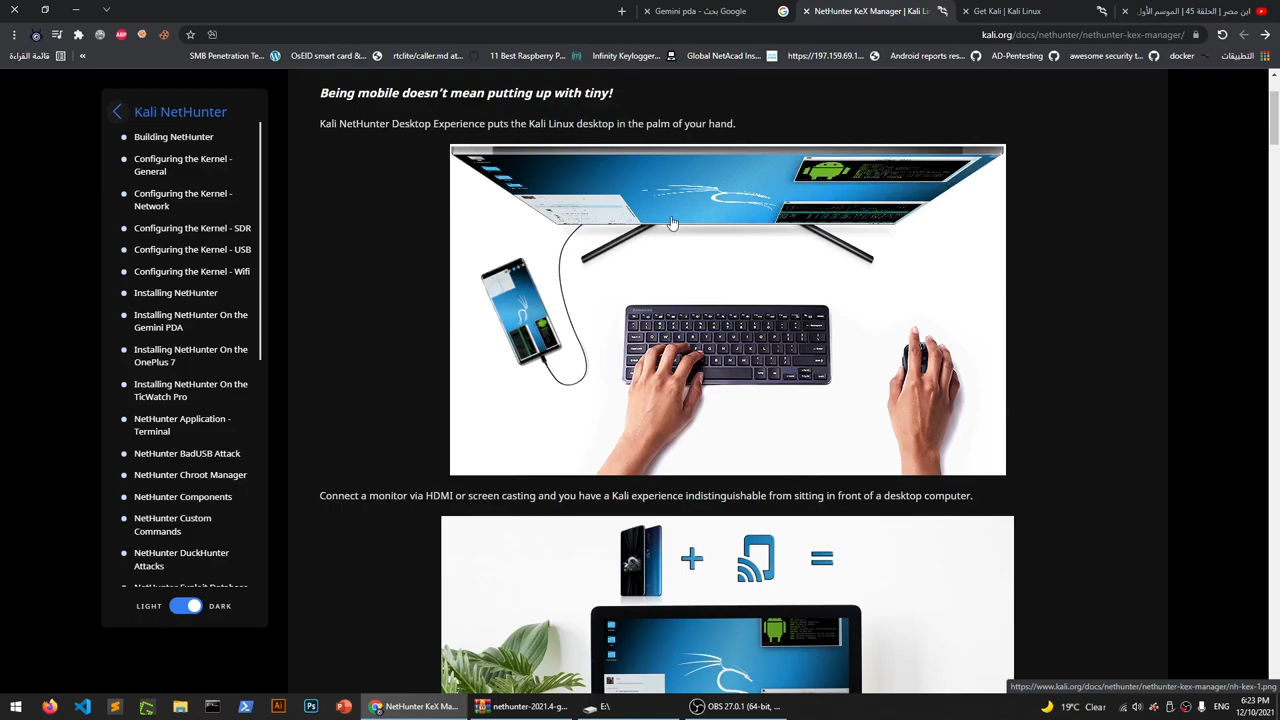 Gemini pda - بحث Google
NetHunter KeX Manager | Kali Lin
Get Kali | Kali Linux
ابن مصر | الحلقة 45 | الموسم الأول
kali.org/docs/nethunter/nethunter-kex-manager/
قائمة القراءة
SMB Penetration Te...
OsEID smart card &...
rtclite/caller.md at...
11 Best Raspberry P...
Infinity Keylogger...
Global NetAcad Ins...
https://197.159.69.1...
Android reports res...
AD-Pentesting
awesome security t...
التطبيقات
Kali NetHunter
Building NetHunter
Configuring the Kernel -
General
Configuring the Kernel -
Network
Configuring the Kernel - SDR
Configuring the Kernel - USB
Configuring the Kernel - Wifi
Installing NetHunter
Installing NetHunter On the
Gemini PDA
Installing NetHunter On the
OnePlus 7
Installing NetHunter On the
TicWatch Pro
NetHunter Application -
Terminal
NetHunter BadUSB Attack
NetHunter Chroot Manager
NetHunter Components
NetHunter Custom
Commands
NetHunter DuckHunter
Attacks
NetHunter Exploit Database
LIGHT
DARK
Being mobile doesn't mean putting up with tiny!
Kali NetHunter Desktop Experience puts the Kali Linux desktop in the palm of your hand.
Connect a monitor via HDMI or screen casting and you have a Kali experience indistinguishable from sitting in front of a desktop computer.
https://www.kali.org/docs/nethunter/nethunter-kex-manager/nh-kex-1.png
NetHunter KeX Ma...
nethunter-2021.4-g...
E:\
OBS 27.0.1 (64-bit, ...
19°C Clear
6:23 PM
12/10/2021